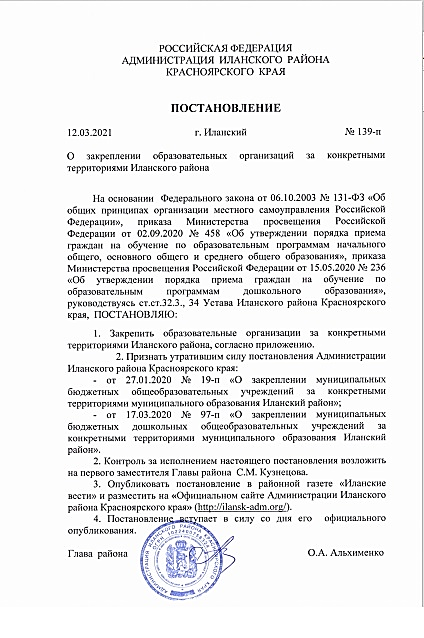 РОССИЙСКАЯ ФЕДЕРАЦИЯ
АДМИНИСТРАЦИЯ ИЛАНСКОГО РАЙОНА
КРАСНОЯРСКОГО КРАЯ
ПОСТАНОВЛЕНИЕ
12.03.2021 г. Иланский № 139-п
О закреплении образовательных организаций за конкретными
территориями Иланского района
На основании Федерального закона от 06.10.2003 № 131-ФЗ «Об
общих принципах организации местного самоуправления Российской
Федерации», приказа Министерства просвещения Российской
Федерации от 02.09.2020 № 458 «Об утверждении порядка приема
граждан на обучение по образовательным программам начального
общего, основного общего и среднего общего образования», приказа
Министерства просвещения Российской Федерации от 15.05.2020 № 236
«Об утверждении порядка приема граждан на обучение по
образовательным программам дошкольного образования»,
руководствуясь ст.ст.32.3., 34 Устава Иланского района Красноярского
края, ПОСТАНОВЛЯЮ:
1. Закрепить образовательные организации за конкретными
территориями Иланского района, согласно приложению.
2. Признать утратившим силу постановления Администрации
Иланского района Красноярского края:
- от 27.01.2020 № 19-п «О закреплении муниципальных
бюджетных общеобразовательных учреждений за конкретными
территориями муниципального образования Иланский район»;
- от 17.03.2020 № 97-п «О закреплении муниципальных
бюджетных дошкольных общеобразовательных учреждений за
конкретными территориями муниципального образования Иланский
район».
2. Контроль за исполнением настоящего постановления возложить
на первого заместителя Главы района С.М. Кузнецова.
3. Опубликовать постановление в районной газете «Иланские
вести» и разместить на «Официальном сайте Администрации Иланского
района Красноярского края» (http://ilansk-adm.org/).
4. Постановление вступает в силу со дня его официального
опубликования.
Глава района О.А. Альхименко